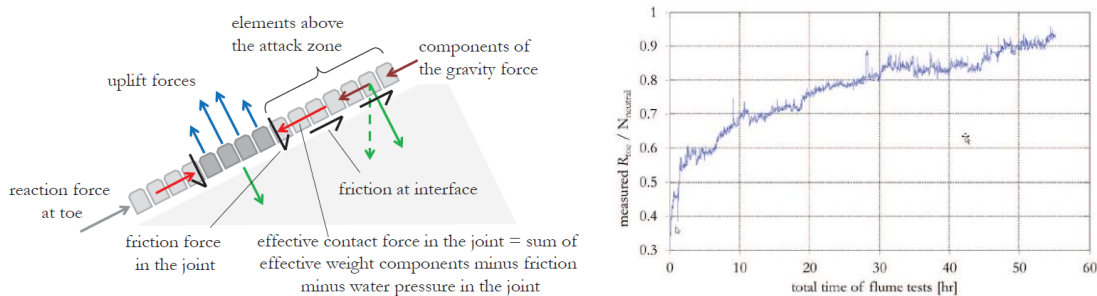 elements above
the attack zone
components of
the gravity force
uplift forces
reaction force
at toe
friction at interface
friction force
in the joint
effective contact force in the joint = sum of
effective weight components minus friction
minus water pressure in the joint
measured R_toe / N_neutral
1
0.9
0.8
0.7
0.6
0.5
0.4
0.3
0
10
20
30
40
50
60
total time of flume tests [hr]